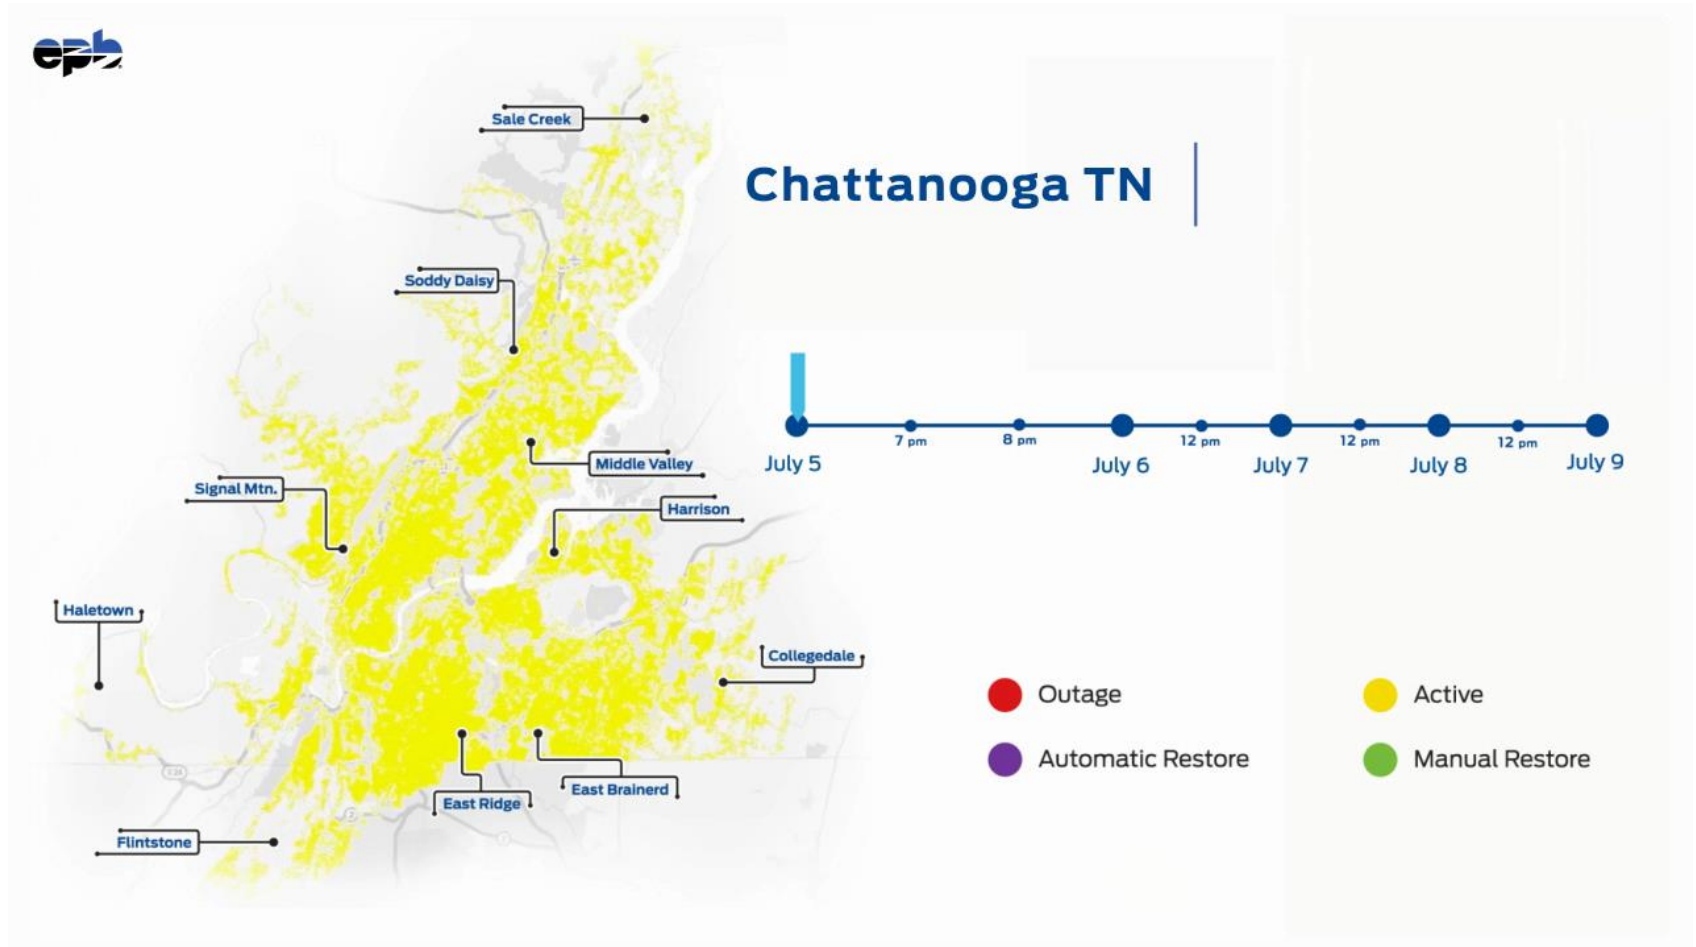 epb
Sale Creek
Chattanooga TN
Soddy Daisy
7 pm
8 pm
12 pm
12 pm
12 pm
July 5
July 6
July 7
July 8
July 9
Middle Valley
Signal Mtn.
Harrison
Haletown
Collegedale
Outage
Active
Automatic Restore
Manual Restore
East Ridge
East Brainerd
Flintstone